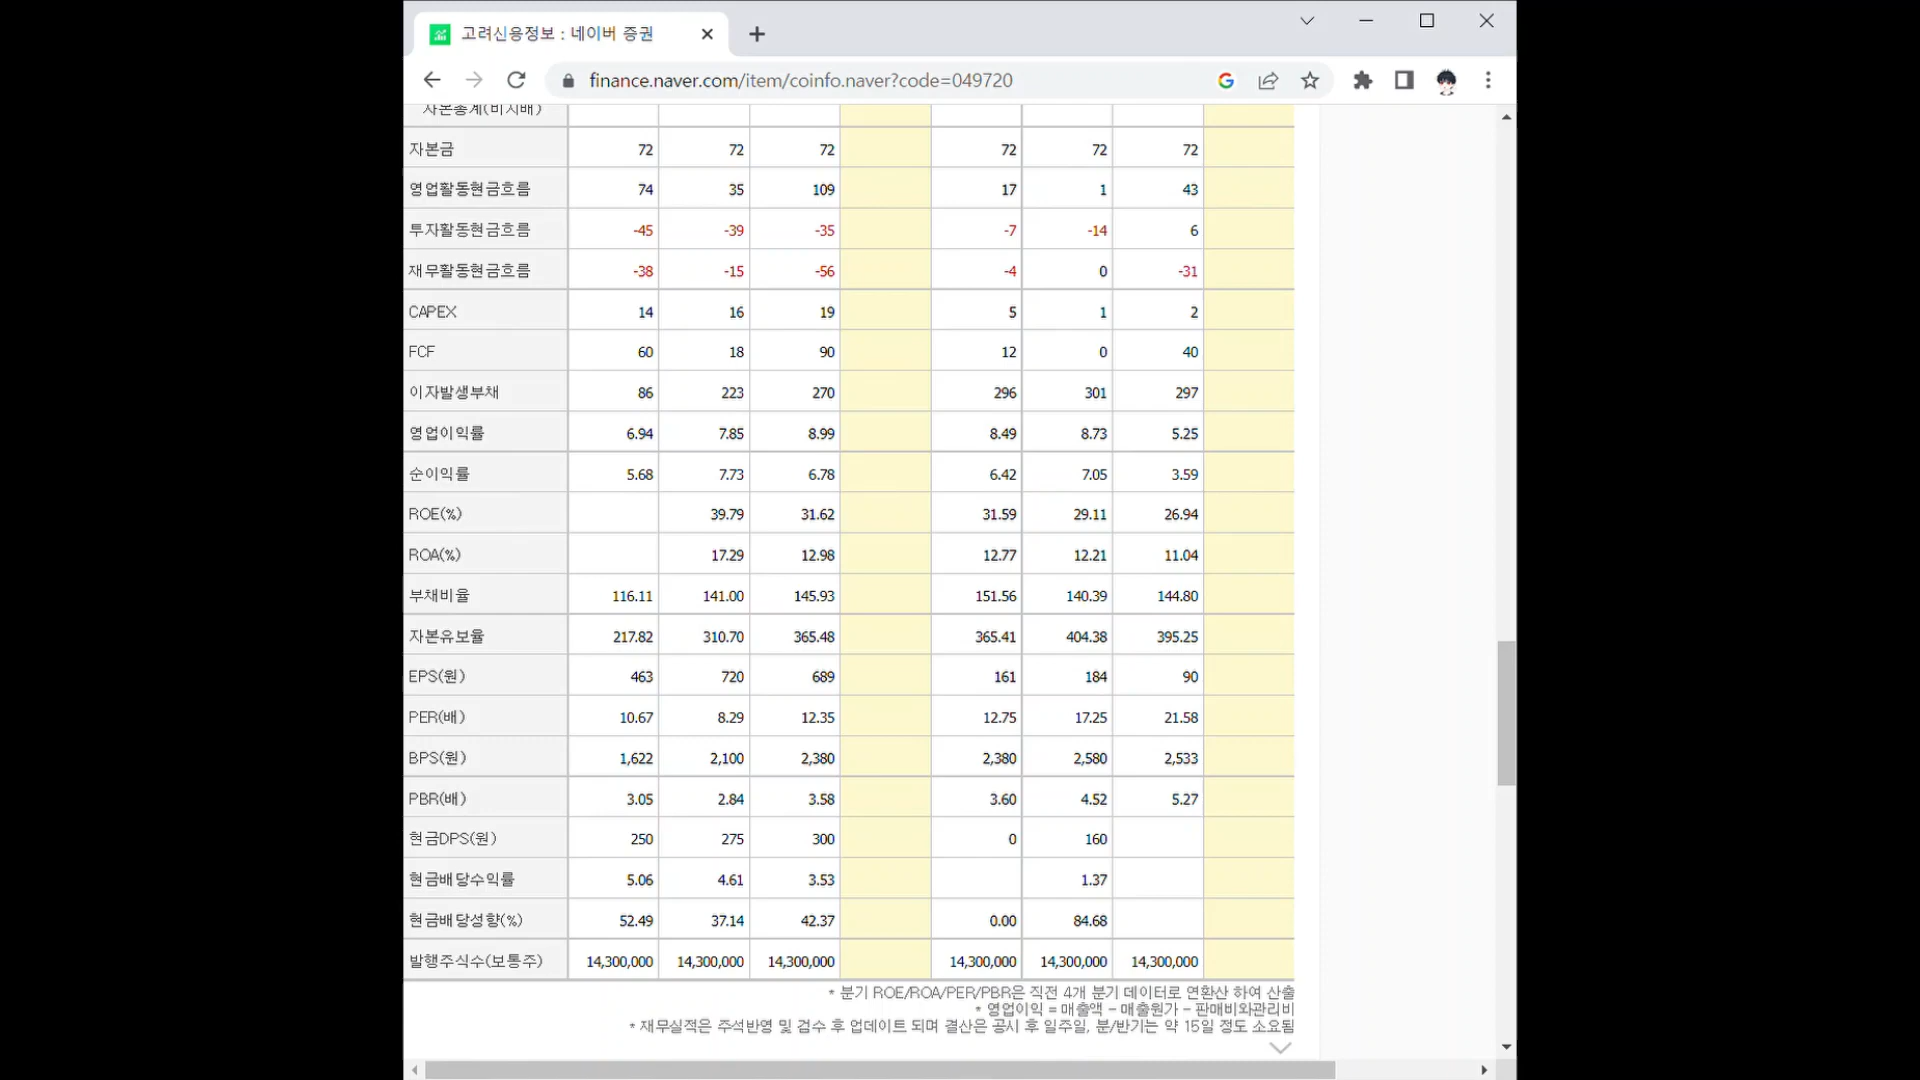 고려신용정보 : 네이버 증권
finance.naver.com/item/coinfo.naver?code=049720
자본총계(비지배)
자본금 72 72 72 72 72 72
영업활동현금흐름 74 35 109 17 1 43
투자활동현금흐름 -45 -39 -35 -7 -14 6
재무활동현금흐름 -38 -15 -56 -4 0 -31
CAPEX 14 16 19 5 1 2
FCF 60 18 90 12 0 40
이자발생부채 86 223 270 296 301 297
영업이익률 6.94 7.85 8.99 8.49 8.73 5.25
순이익률 5.68 7.73 6.78 6.42 7.05 3.59
ROE(%) 39.79 31.62 31.59 29.11 26.94
ROA(%) 17.29 12.98 12.77 12.21 11.04
부채비율 116.11 141.00 145.93 151.56 140.39 144.80
자본유보율 217.82 310.70 365.48 365.41 404.38 395.25
EPS(원) 463 720 689 161 184 90
PER(배) 10.67 8.29 12.35 12.75 17.25 21.58
BPS(원) 1,622 2,100 2,380 2,380 2,580 2,533
PBR(배) 3.05 2.84 3.58 3.60 4.52 5.27
현금DPS(원) 250 275 300 0 160
현금배당수익률 5.06 4.61 3.53 1.37
현금배당성향(%) 52.49 37.14 42.37 0.00 84.68
발행주식수(보통주) 14,300,000 14,300,000 14,300,000 14,300,000 14,300,000 14,300,000
* 분기 ROE/ROA/PER/PBR은 직전 4개 분기 데이터로 연환산 하여 산출
* 영업이익 = 매출액 - 매출원가 - 판매비와관리비
* 재무실적은 주석반영 및 검수 후 업데이트 되며 결산은 공시 후 일주일, 분/반기는 약 15일 정도 소요됨